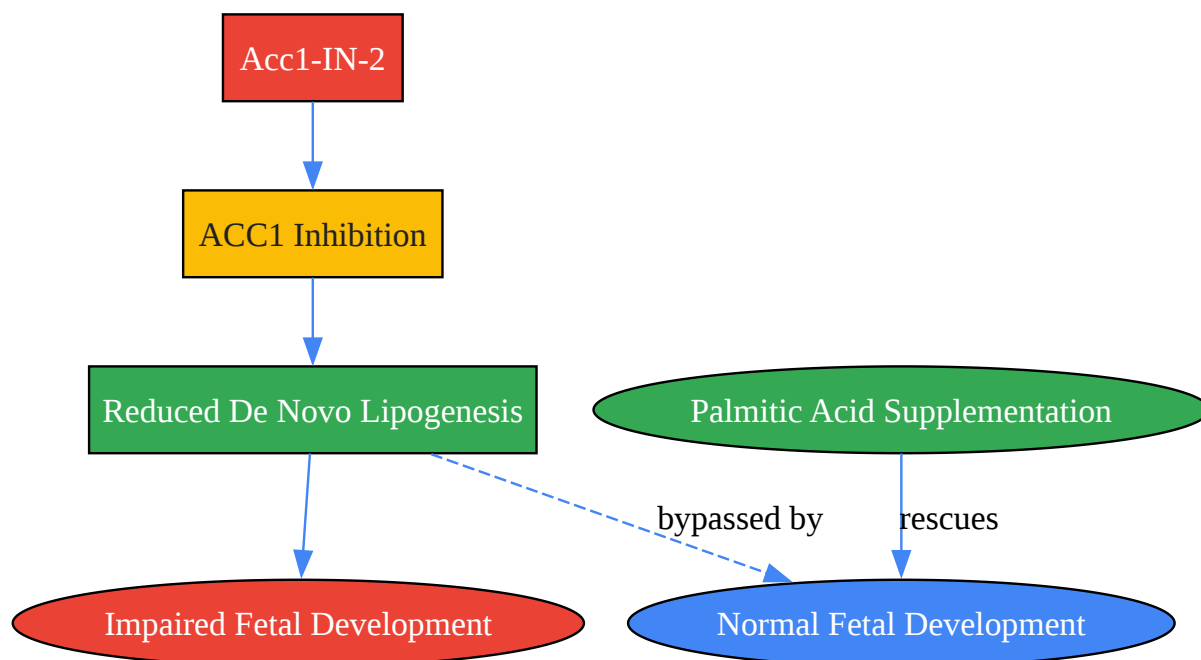 Acc1-IN-2
ACC1 Inhibition
Reduced De Novo Lipogenesis
Palmitic Acid Supplementation
bypassed by
rescues
Impaired Fetal Development
Normal Fetal Development